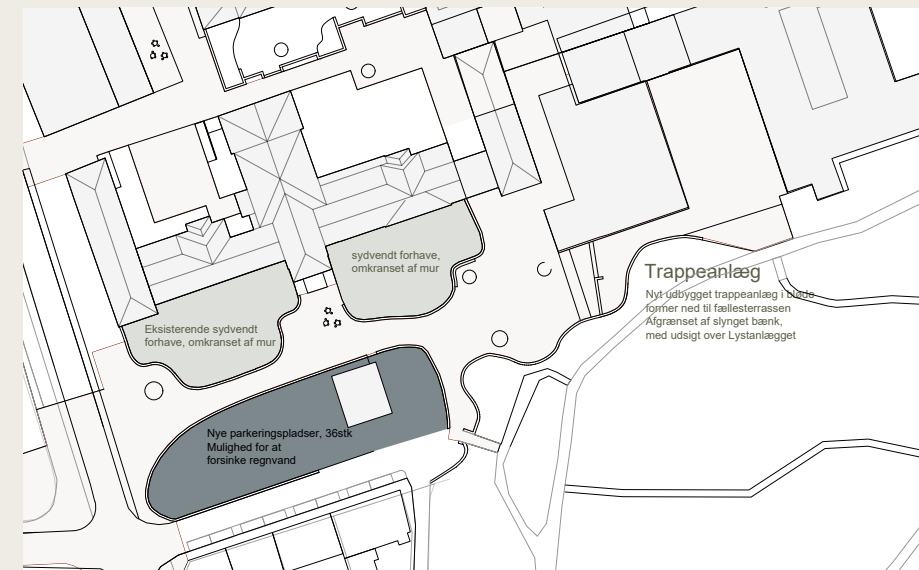 sydvendt forhave,
omkranset af mur
Trappeanlæg
Nyt udbygget trappeanlæg i bløde
former ned til fællesterrassen
Afgrænset af slynget bænk,
med udsigt over Lystanlægget
Eksisterende sydvendt
forhave, omkranset af mur
Nye parkeringspladser, 36stk
Mulighed for at
forsinke regnvand